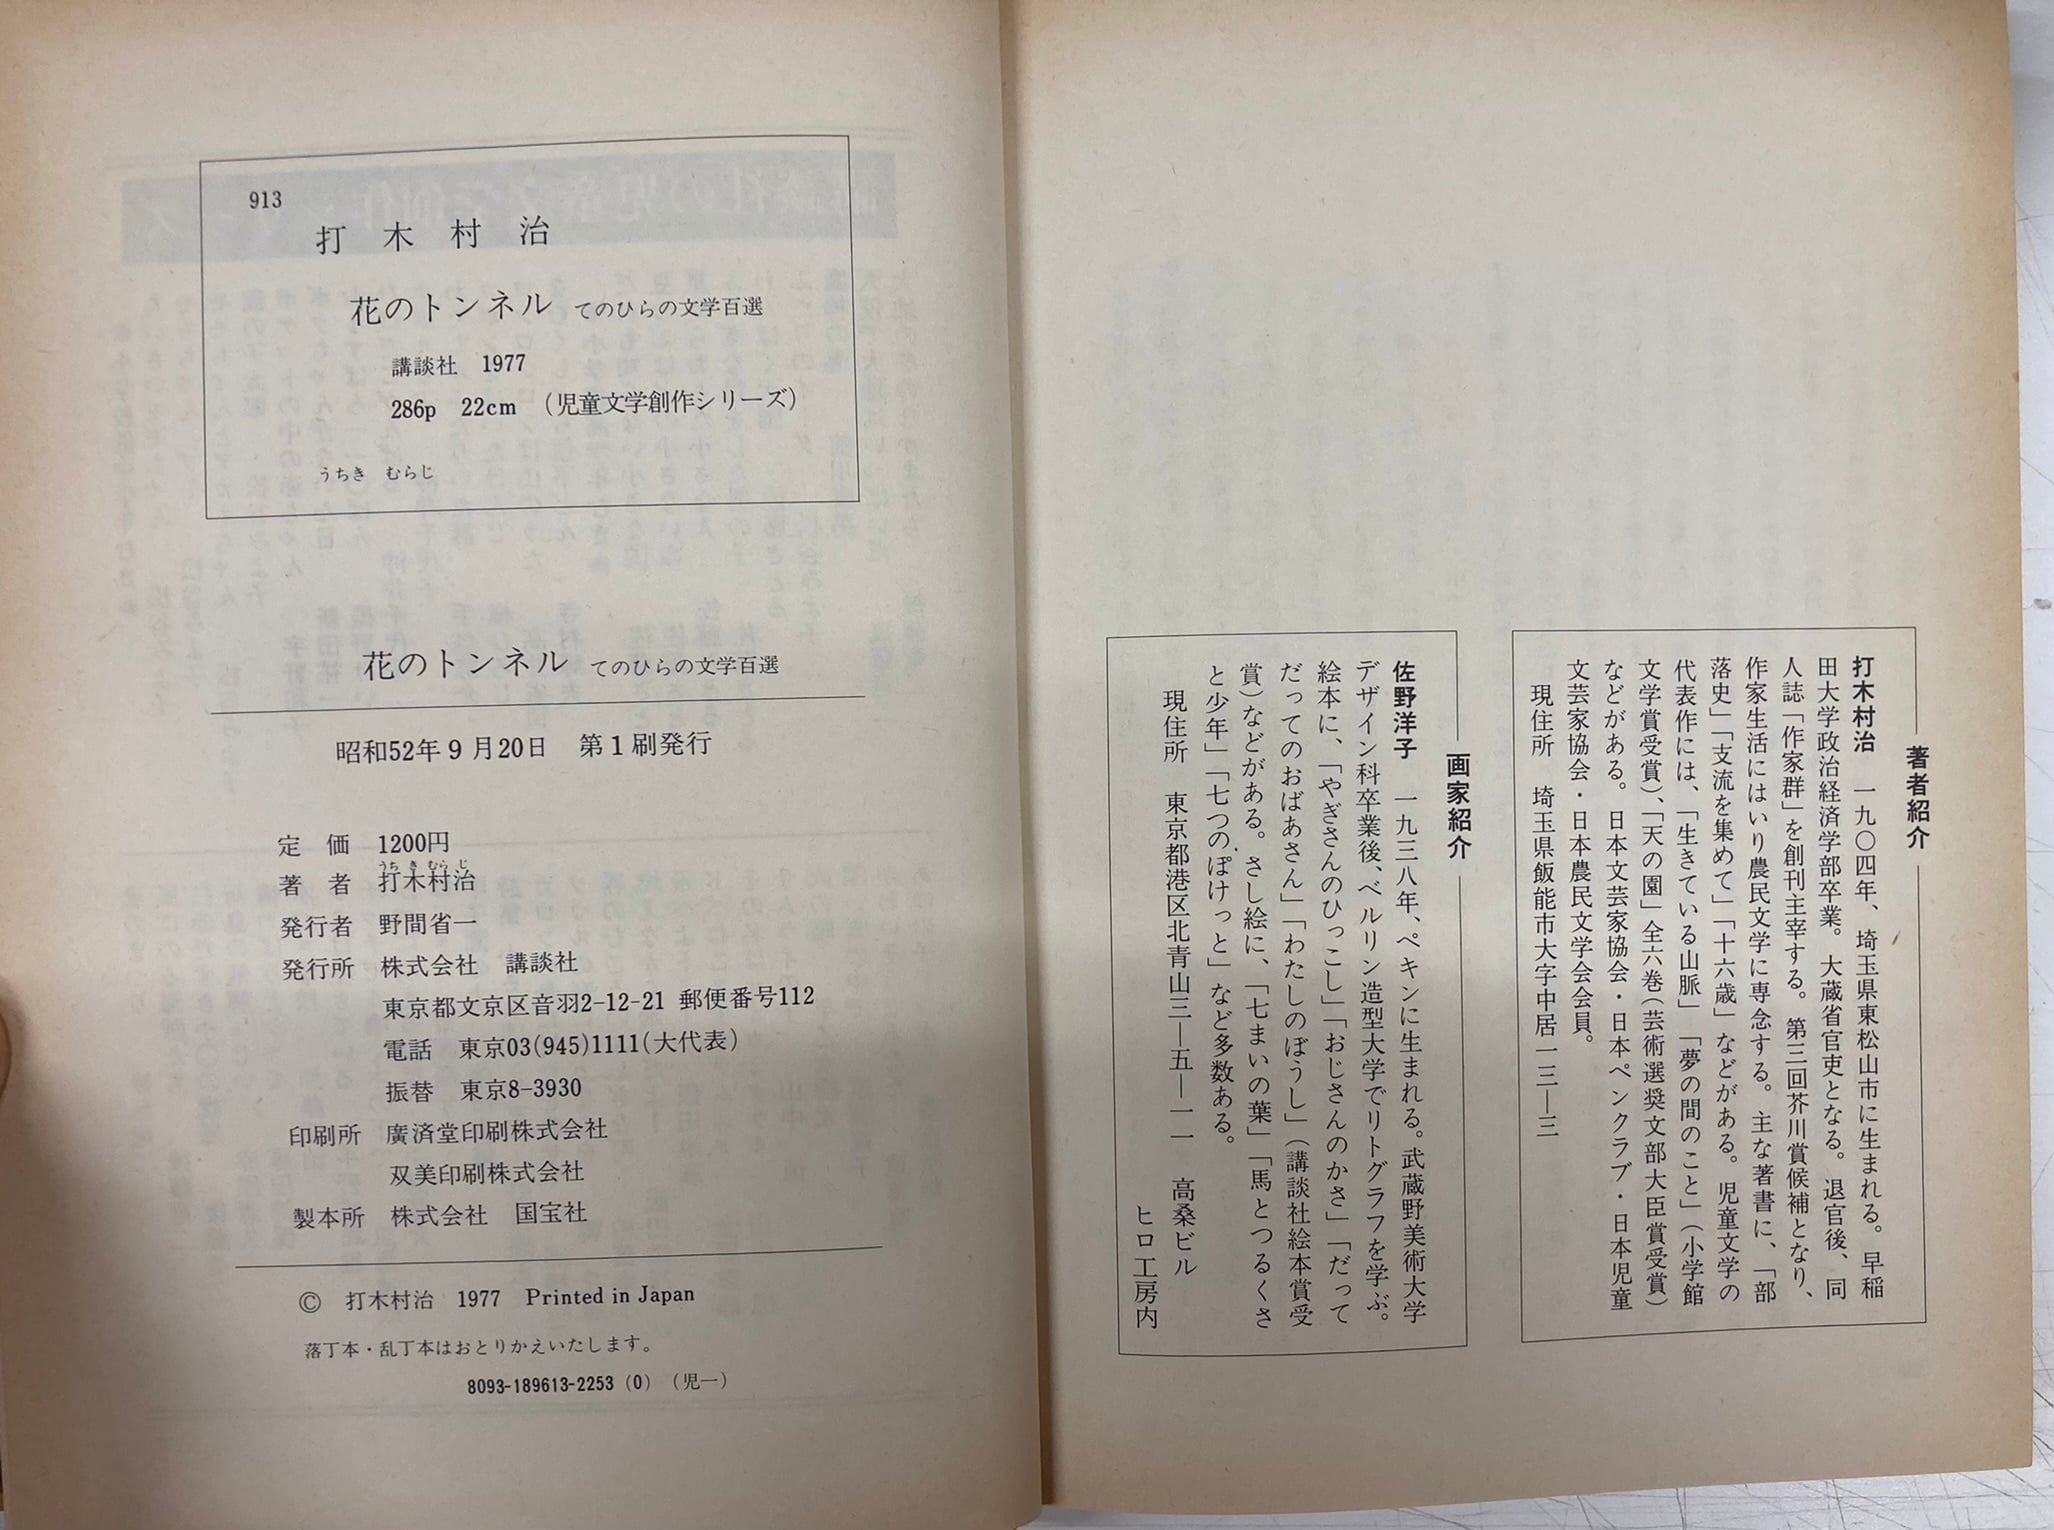 著者紹介
打木村治　一九〇四年、埼玉県東松山市に生まれる。早稲
田大学政治経済学部卒業。大蔵省官吏となる。退官後、同
人誌「作家群」を創刊主宰する。第三回芥川賞候補となり、
作家生活にはいり農民文学に専念する。主な著書に、「部
落史」「支流を集めて」「十六歳」などがある。児童文学の
代表作には、「生きている山脈」「夢の間のこと」（小学館
文学賞受賞）、「天の園」全六巻（芸術選奨文部大臣賞受賞）
などがある。日本文芸家協会・日本ペンクラブ・日本児童
文芸家協会・日本農民文学会会員。
現住所　埼玉県飯能市大字中居一三―三
画家紹介
佐野洋子　一九三八年、ペキンに生まれる。武蔵野美術大学
デザイン科卒業後、ベルリン造型大学でリトグラフを学ぶ。
絵本に、「やぎさんのひっこし」「おじさんのかさ」「だって
だってのおばあさん」「わたしのぼうし」（講談社絵本賞受
賞）などがある。さし絵に、「七まいの葉」「馬とつるくさ
と少年」「七つのぽけっと」など多数ある。
現住所　東京都港区北青山三―五―一一　高桑ビル
ヒロ工房内
913
打木村治
花のトンネル　てのひらの文学百選
講談社　1977
286p　22cm　（児童文学創作シリーズ）
うちき　むらじ
花のトンネル　てのひらの文学百選
昭和52年9月20日　第1刷発行
定　価　1200円
うち き むら じ
著　者　打木村治
発行者　野間省一
発行所　株式会社　講談社
東京都文京区音羽2-12-21 郵便番号112
電話　東京03(945)1111(大代表)
振替　東京8-3930
印刷所　廣済堂印刷株式会社
双美印刷株式会社
製本所　株式会社　国宝社
© 打木村治　1977　Printed in Japan
落丁本・乱丁本はおとりかえいたします。
8093-189613-2253 (0)（児一）